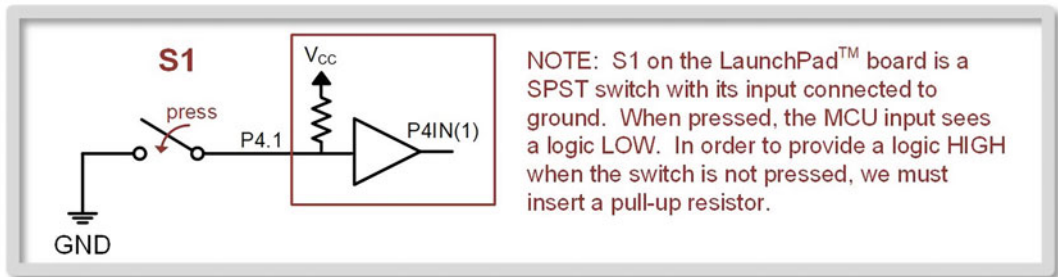 S1
press
P4.1
VCC
P4IN(1)
GND
NOTE: S1 on the LaunchPad™ board is a
SPST switch with its input connected to
ground. When pressed, the MCU input sees
a logic LOW. In order to provide a logic HIGH
when the switch is not pressed, we must
insert a pull-up resistor.